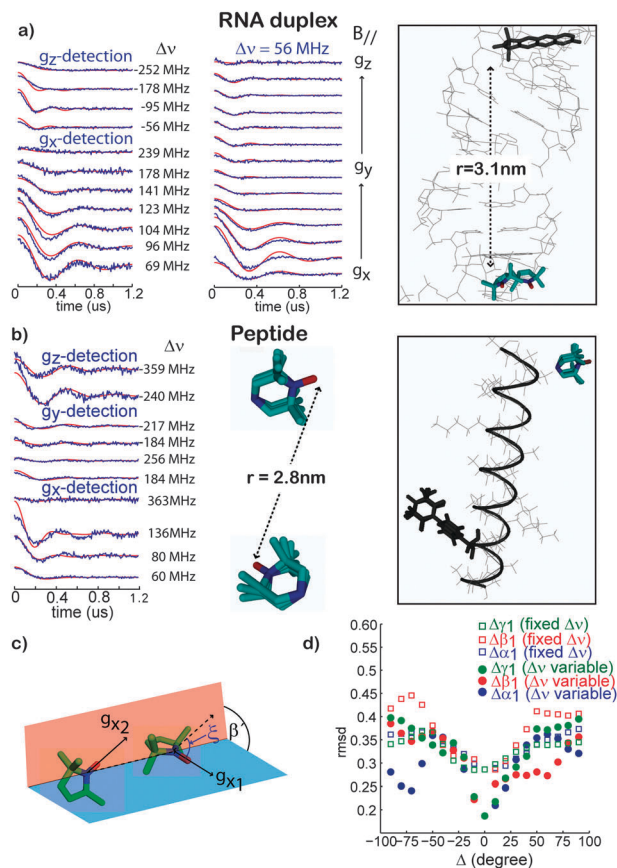 RNA duplex
a)
gz-detection
Δν
-252 MHz
-178 MHz
-95 MHz
-56 MHz
gx-detection
239 MHz
178 MHz
141 MHz
123 MHz
104 MHz
96 MHz
69 MHz
0 0.4 0.8 1.2
time (us)
Δν = 56 MHz
B//
gz
gy
gx
0 0.4 0.8 1.2
time (us)
r=3.1nm
b)
Peptide
gz-detection
Δν
-359 MHz
-240 MHz
gy-detection
-217 MHz
-184 MHz
256 MHz
184 MHz
gx-detection
363MHz
136MHz
80 MHz
60 MHz
0 0.4 0.8 1.2
time (us)
r = 2.8nm
c)
gx2
gx1
β
ξ
d)
Δγ1 (fixed Δν)
Δβ1 (fixed Δν)
Δα1 (fixed Δν)
Δγ1 (Δν variable)
Δβ1 (Δν variable)
Δα1 (Δν variable)
rmsd
0.60
0.55
0.50
0.45
0.4
0.35
0.3
0.25
0.2
-100 -75 -50 -25 0 25 50 75 100
Δ (degree)